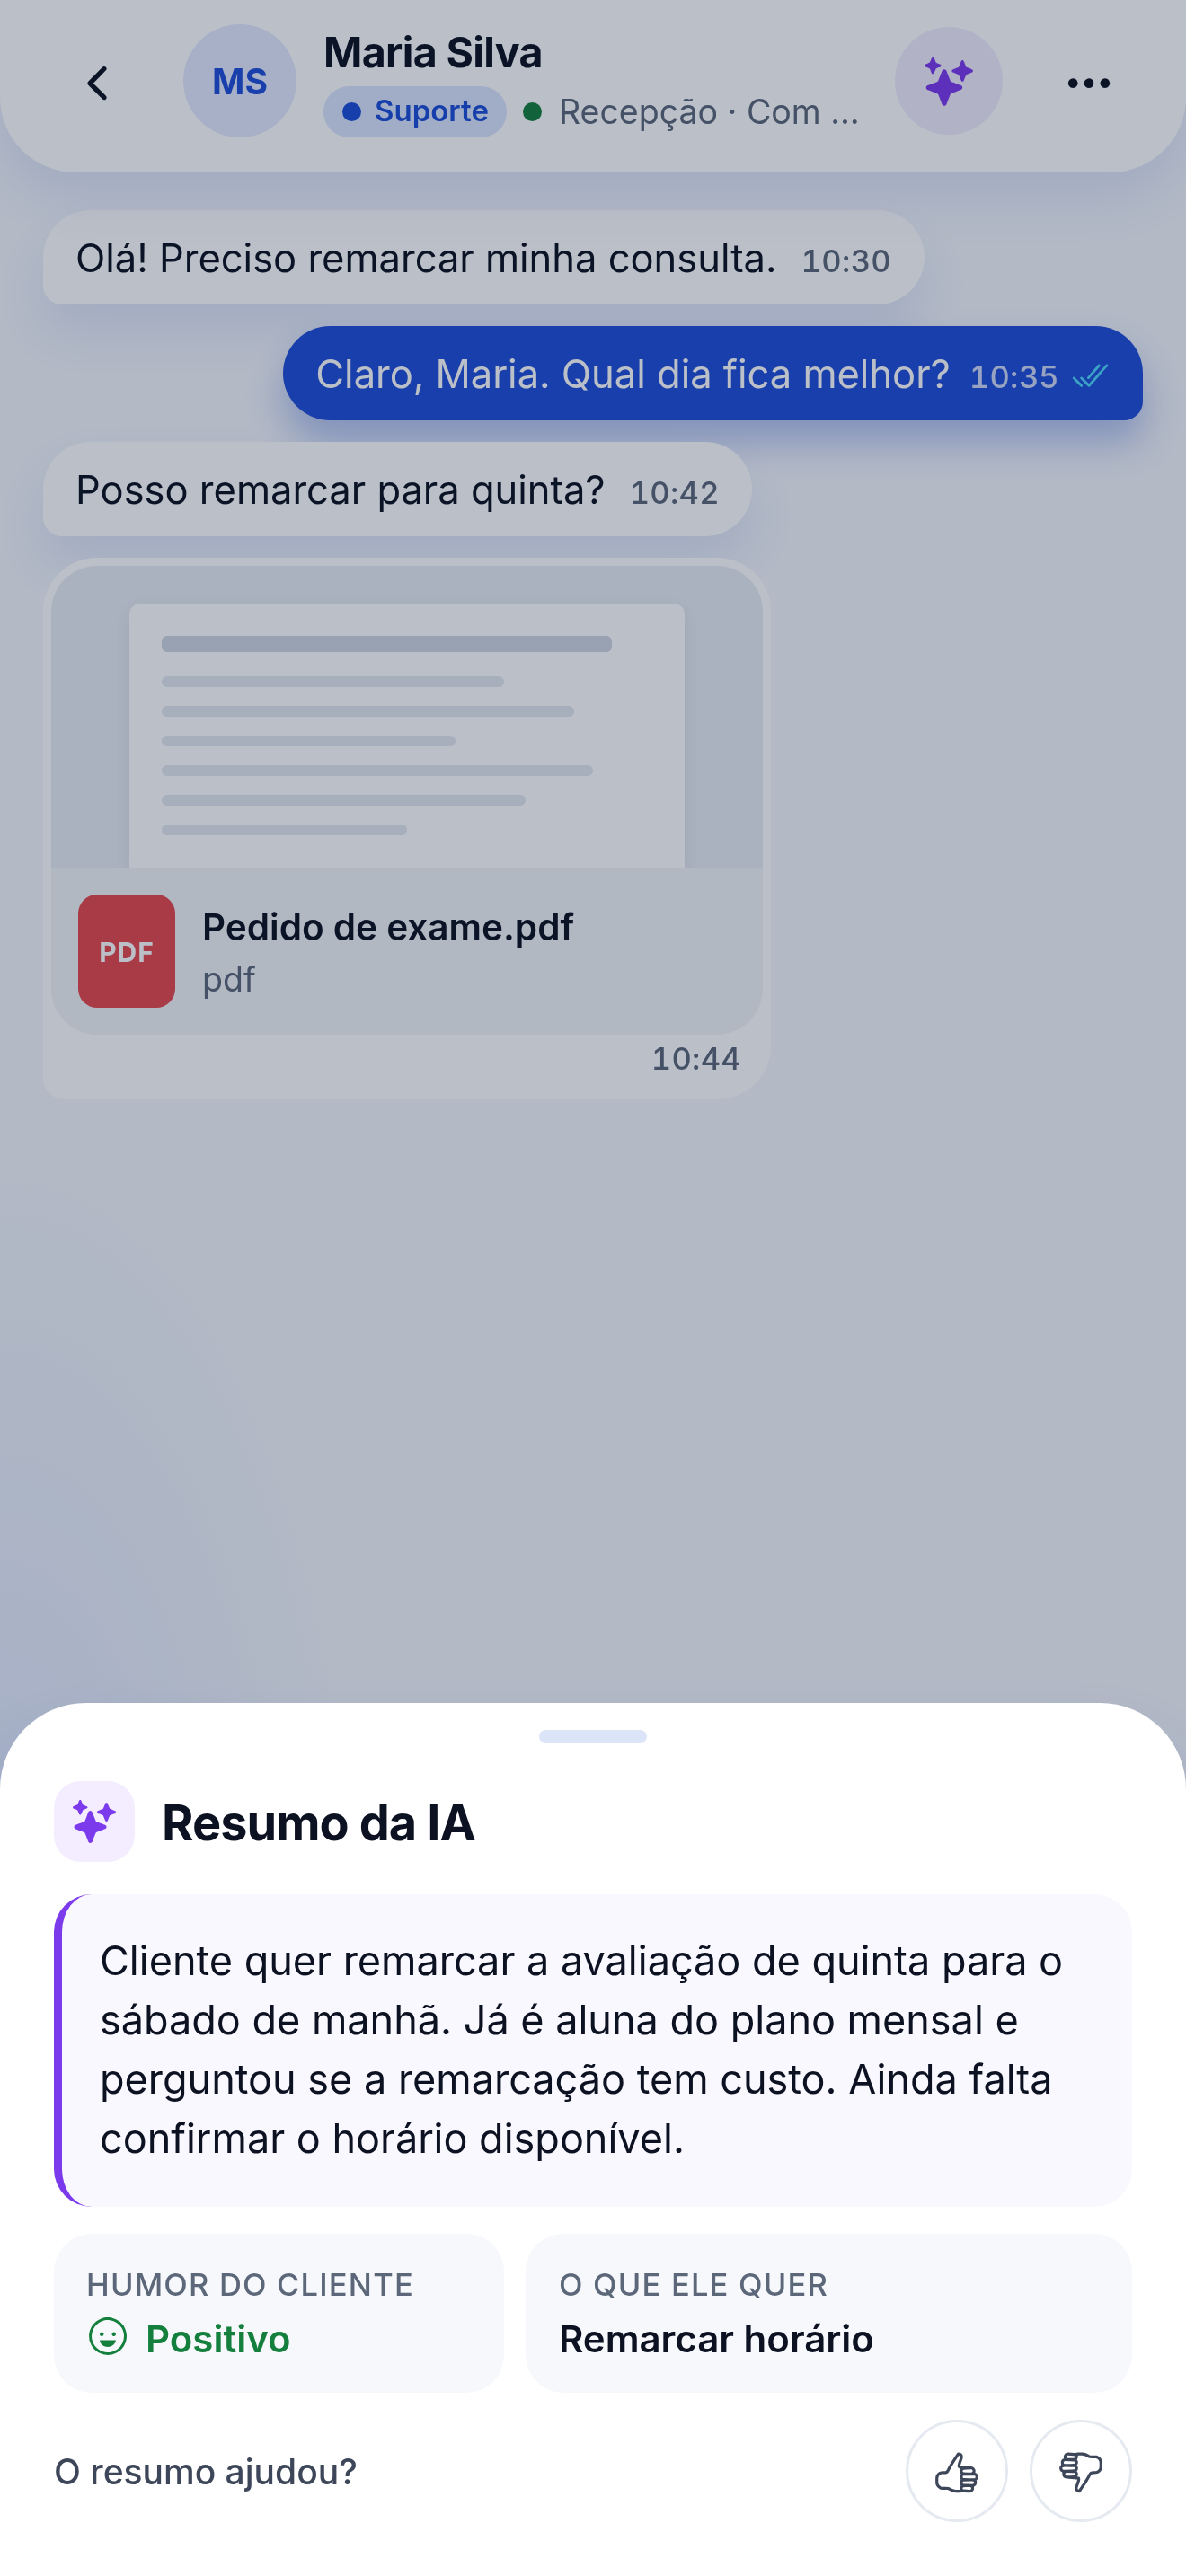 MS
Maria Silva
Suporte
Recepção · Com ...
Olá! Preciso remarcar minha consulta. 10:30
Claro, Maria. Qual dia fica melhor? 10:35
Posso remarcar para quinta? 10:42
PDF
Pedido de exame.pdf
pdf
10:44
Resumo da IA
Cliente quer remarcar a avaliação de quinta para o
sábado de manhã. Já é aluna do plano mensal e
perguntou se a remarcação tem custo. Ainda falta
confirmar o horário disponível.
HUMOR DO CLIENTE
Positivo
O QUE ELE QUER
Remarcar horário
O resumo ajudou?